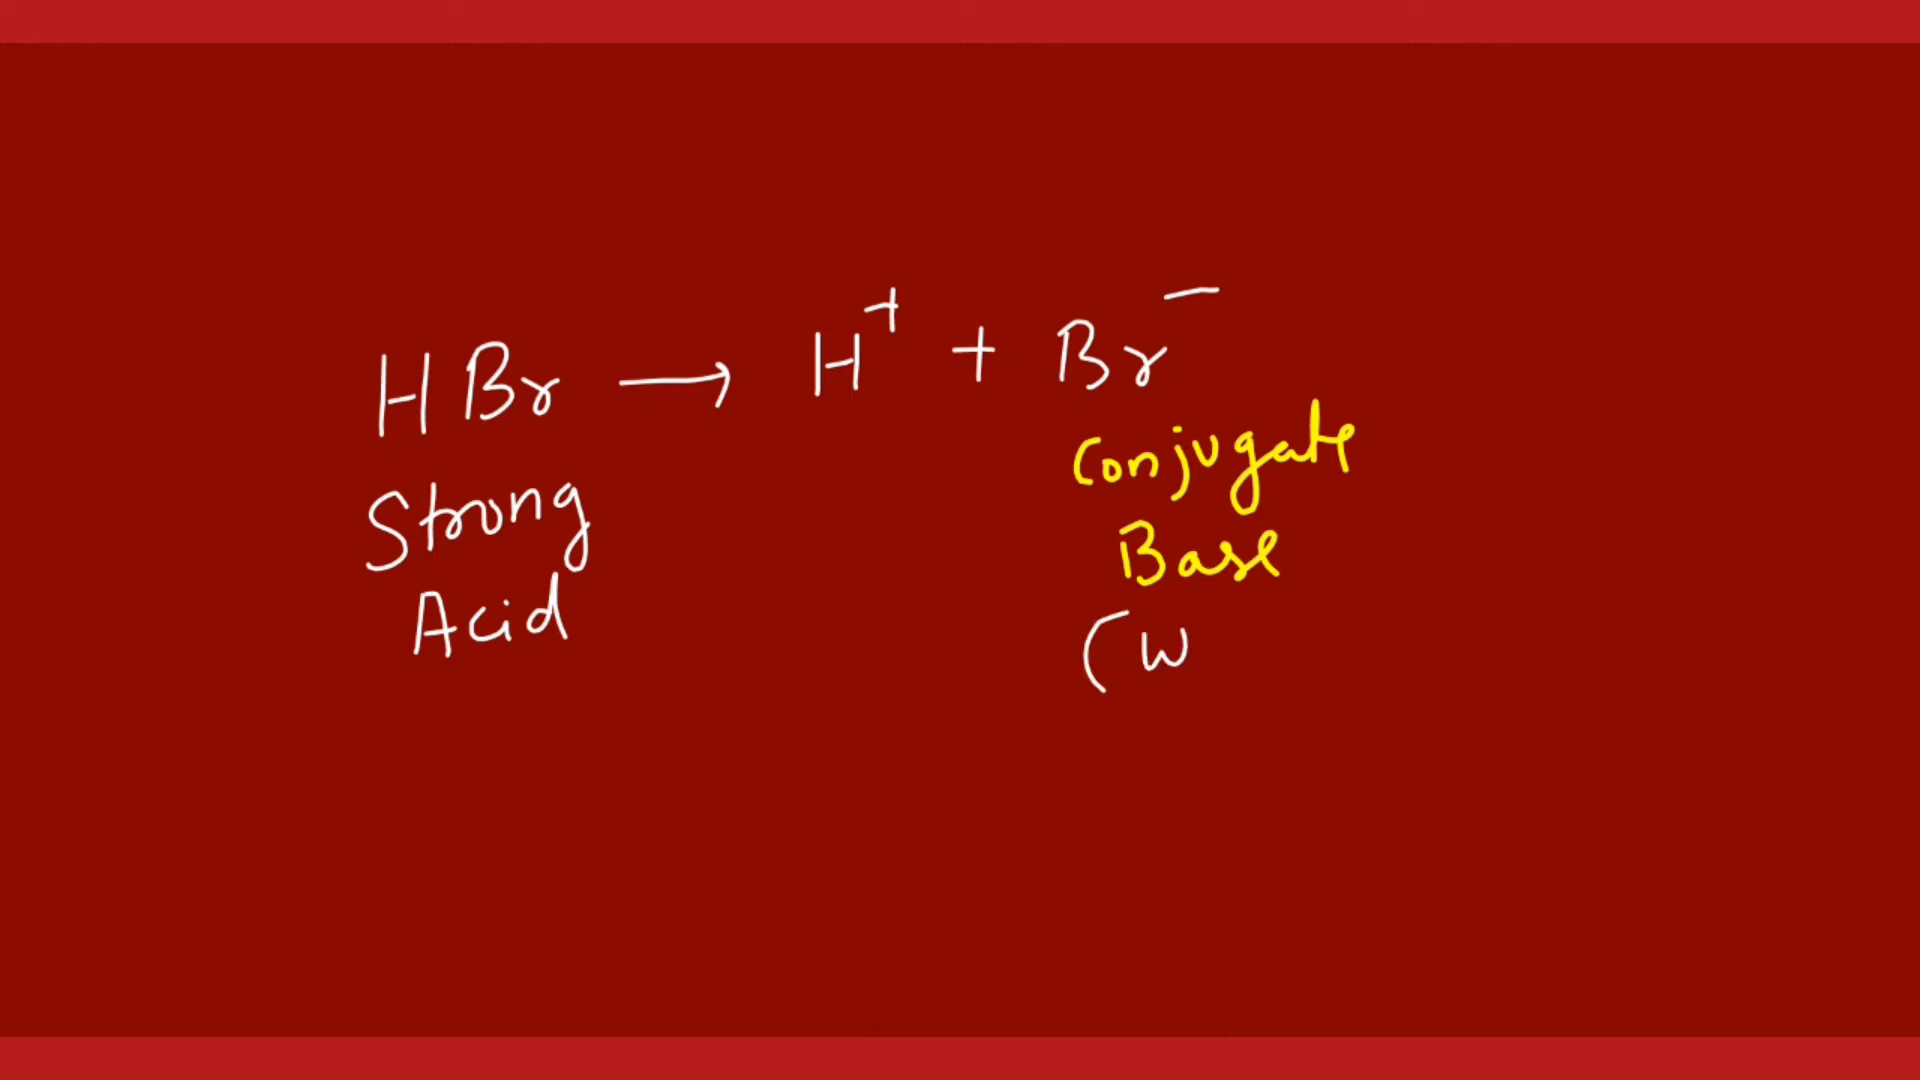 HBr → H⁺ + Br⁻
Strong
Acid
Conjugate
Base
(w